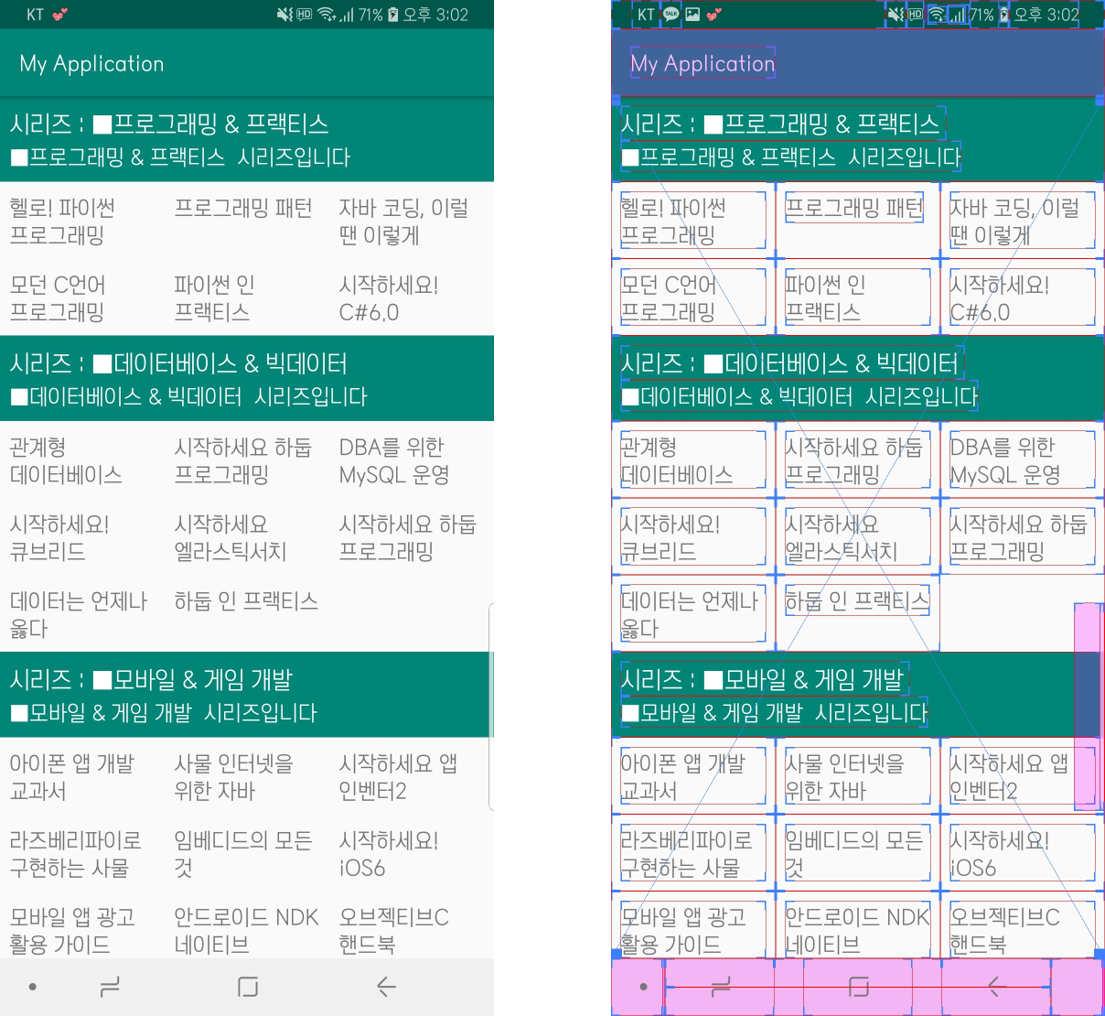 KT 71% 오후 3:02
My Application
시리즈 : ■프로그래밍 & 프랙티스
■프로그래밍 & 프랙티스 시리즈입니다
헬로! 파이썬 프로그래밍 패턴 자바 코딩, 이럴
프로그래밍 땐 이렇게
모던 C언어 파이썬 인 시작하세요!
프로그래밍 프랙티스 C#6.0
시리즈 : ■데이터베이스 & 빅데이터
■데이터베이스 & 빅데이터 시리즈입니다
관계형 시작하세요 하둡 DBA를 위한
데이터베이스 프로그래밍 MySQL 운영
시작하세요! 시작하세요 시작하세요 하둡
큐브리드 엘라스틱서치 프로그래밍
데이터는 언제나 하둡 인 프랙티스
옳다
시리즈 : ■모바일 & 게임 개발
■모바일 & 게임 개발 시리즈입니다
아이폰 앱 개발 사물 인터넷을 시작하세요 앱
교과서 위한 자바 인벤터2
라즈베리파이로 임베디드의 모든 시작하세요!
구현하는 사물 것 iOS6
모바일 앱 광고 안드로이드 NDK 오브젝티브C
활용 가이드 네이티브 핸드북
KT TALK HD 71% 오후 3:02
My Application
시리즈 : ■프로그래밍 & 프랙티스
■프로그래밍 & 프랙티스 시리즈입니다
헬로! 파이썬 프로그래밍 패턴 자바 코딩, 이럴
프로그래밍 땐 이렇게
모던 C언어 파이썬 인 시작하세요!
프로그래밍 프랙티스 C#6.0
시리즈 : ■데이터베이스 & 빅데이터
■데이터베이스 & 빅데이터 시리즈입니다
관계형 시작하세요 하둡 DBA를 위한
데이터베이스 프로그래밍 MySQL 운영
시작하세요! 시작하세요 시작하세요 하둡
큐브리드 엘라스틱서치 프로그래밍
데이터는 언제나 하둡 인 프랙티스
옳다
시리즈 : ■모바일 & 게임 개발
■모바일 & 게임 개발 시리즈입니다
아이폰 앱 개발 사물 인터넷을 시작하세요 앱
교과서 위한 자바 인벤터2
라즈베리파이로 임베디드의 모든 시작하세요!
구현하는 사물 것 iOS6
모바일 앱 광고 안드로이드 NDK 오브젝티브C
활용 가이드 네이티브 핸드북